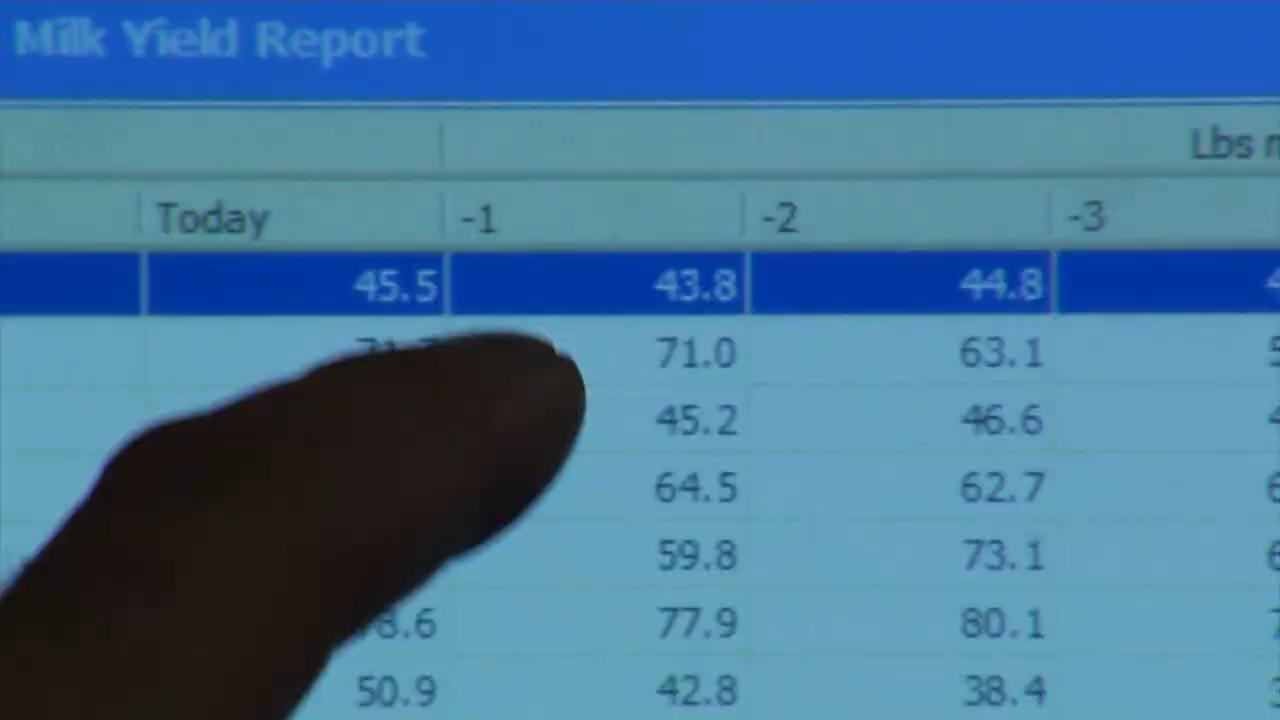 Milk Yield Report
Lbs
Today -1 -2 -3
45.5 43.8 44.8
71.0 63.1
45.2 46.6
64.5 62.7
59.8 73.1
77.9 80.1
50.9 42.8 38.4